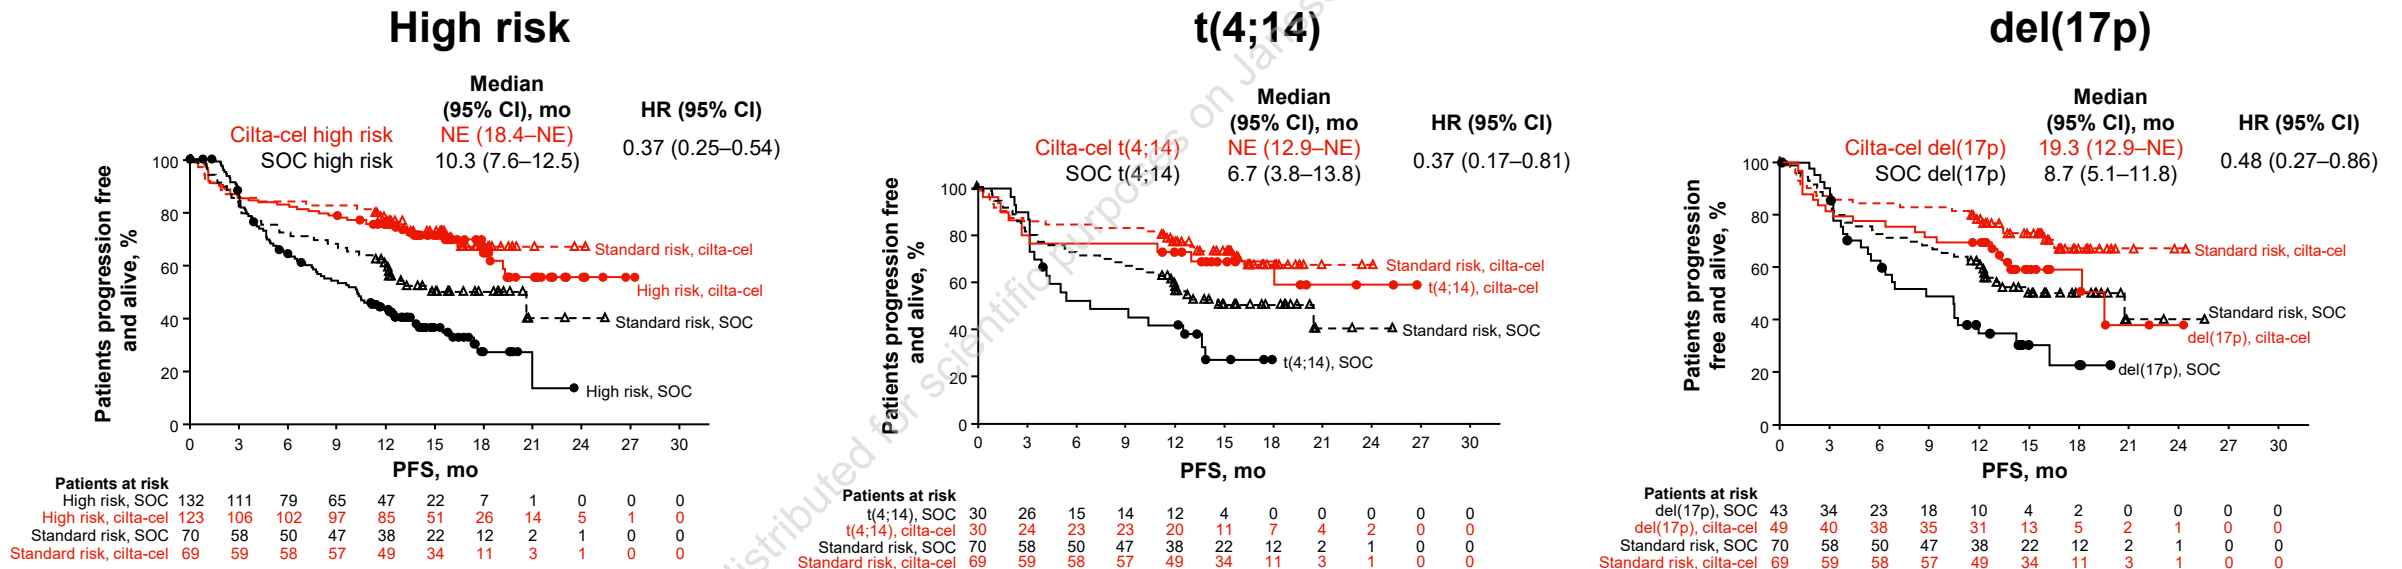 High risk
Median
(95% CI), mo
HR (95% CI)
Cilta-cel high risk NE (18.4–NE)
SOC high risk 10.3 (7.6–12.5)
0.37 (0.25–0.54)
Patients progression free
and alive, %
100
80
60
40
20
0
Standard risk, cilta-cel
High risk, cilta-cel
Standard risk, SOC
High risk, SOC
0 3 6 9 12 15 18 21 24 27 30
PFS, mo
Patients at risk
High risk, SOC 132 111 79 65 47 22 7 1 0 0 0
High risk, cilta-cel 123 106 102 97 85 51 26 14 5 1 0
Standard risk, SOC 70 58 50 47 38 22 12 2 1 0 0
Standard risk, cilta-cel 69 59 58 57 49 34 11 3 1 0 0
t(4;14)
Median
(95% CI), mo
HR (95% CI)
Cilta-cel t(4;14) NE (12.9–NE)
SOC t(4;14) 6.7 (3.8–13.8)
0.37 (0.17–0.81)
Patients progression free
and alive, %
100
80
60
40
20
0
Standard risk, cilta-cel
t(4;14), cilta-cel
Standard risk, SOC
t(4;14), SOC
0 3 6 9 12 15 18 21 24 27 30
PFS, mo
Patients at risk
t(4;14), SOC 30 26 15 14 12 4 0 0 0 0 0
t(4;14), cilta-cel 30 24 23 23 20 11 7 4 2 0 0
Standard risk, SOC 70 58 50 47 38 22 12 2 1 0 0
Standard risk, cilta-cel 69 59 58 57 49 34 11 3 1 0 0
del(17p)
Median
(95% CI), mo
HR (95% CI)
Cilta-cel del(17p) 19.3 (12.9–NE)
SOC del(17p) 8.7 (5.1–11.8)
0.48 (0.27–0.86)
Patients progression
free and alive, %
100
80
60
40
20
0
Standard risk, cilta-cel
Standard risk, SOC
del(17p), cilta-cel
del(17p), SOC
0 3 6 9 12 15 18 21 24 27 30
PFS, mo
Patients at risk
del(17p), SOC 43 34 23 18 10 4 2 0 0 0 0
del(17p), cilta-cel 49 40 38 35 31 13 5 2 1 0 0
Standard risk, SOC 70 58 50 47 38 22 12 2 1 0 0
Standard risk, cilta-cel 69 59 58 57 49 34 11 3 1 0 0
distributed for scientific purposes on